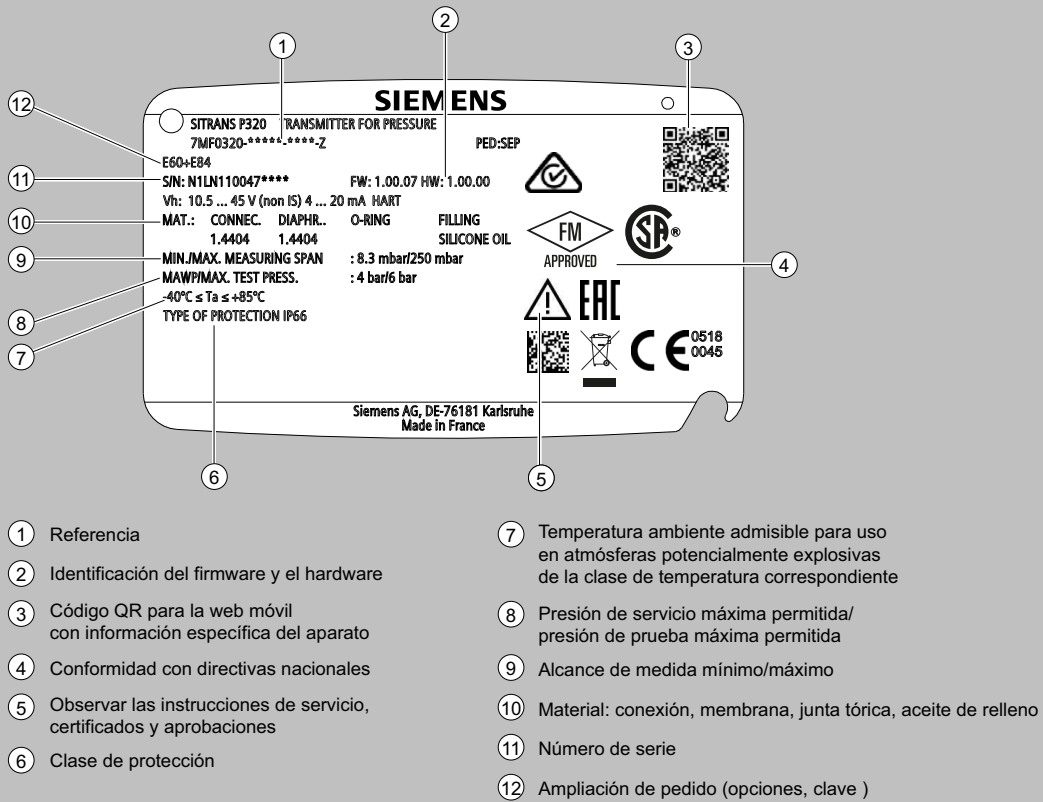 1
2
3
12
SIEMENS
SITRANS P320 TRANSMITTER FOR PRESSURE
7MF0320-*****-****-Z PED:SEP
E60+E84
11
S/N: N1LN110047**** FW: 1.00.07 HW: 1.00.00
Vh: 10.5 ... 45 V (non IS) 4 ... 20 mA HART
10
MAT.: CONNEC. DIAPHR.. O-RING FILLING
1.4404 1.4404 SILICONE OIL
FM
APPROVED
SA®
9
MIN./MAX. MEASURING SPAN : 8.3 mbar/250 mbar
4
MAWP/MAX. TEST PRESS. : 4 bar/6 bar
8
-40°C ≤ Ta ≤ +85°C
EAC
7
TYPE OF PROTECTION IP66
CE 0518
0045
Siemens AG, DE-76181 Karlsruhe
Made in France
6
5
1 Referencia
2 Identificación del firmware y el hardware
3 Código QR para la web móvil
con información específica del aparato
4 Conformidad con directivas nacionales
5 Observar las instrucciones de servicio,
certificados y aprobaciones
6 Clase de protección
7 Temperatura ambiente admisible para uso
en atmósferas potencialmente explosivas
de la clase de temperatura correspondiente
8 Presión de servicio máxima permitida/
presión de prueba máxima permitida
9 Alcance de medida mínimo/máximo
10 Material: conexión, membrana, junta tórica, aceite de relleno
11 Número de serie
12 Ampliación de pedido (opciones, clave )